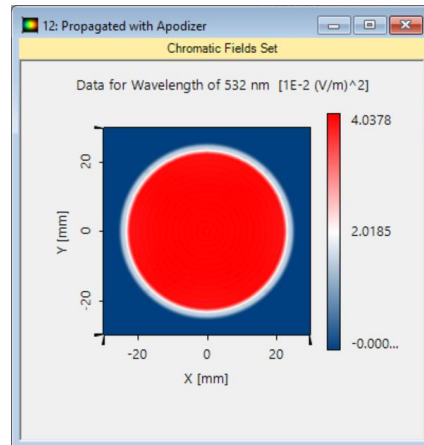 12: Propagated with Apodizer
Chromatic Fields Set
Data for Wavelength of 532 nm [1E-2 (V/m)^2]
4.0378
2.0185
-0.000...
20
0
-20
Y [mm]
-20 0 20
X [mm]